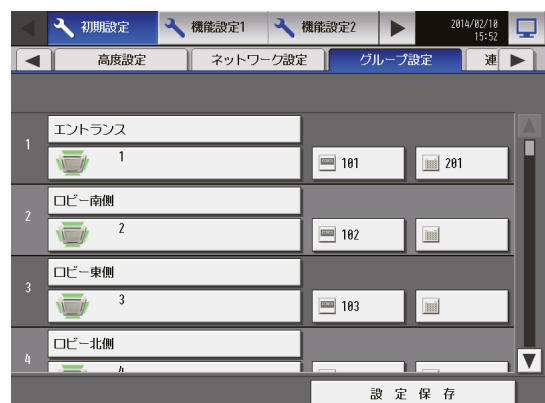 初期設定 機能設定1 機能設定2 2014/02/18
15:52
高度設定 ネットワーク設定 グループ設定 連
エントランス
1
1 101 201
ロビー南側
2
2 102
ロビー東側
3
3 103
ロビー北側
4
4
設定保存